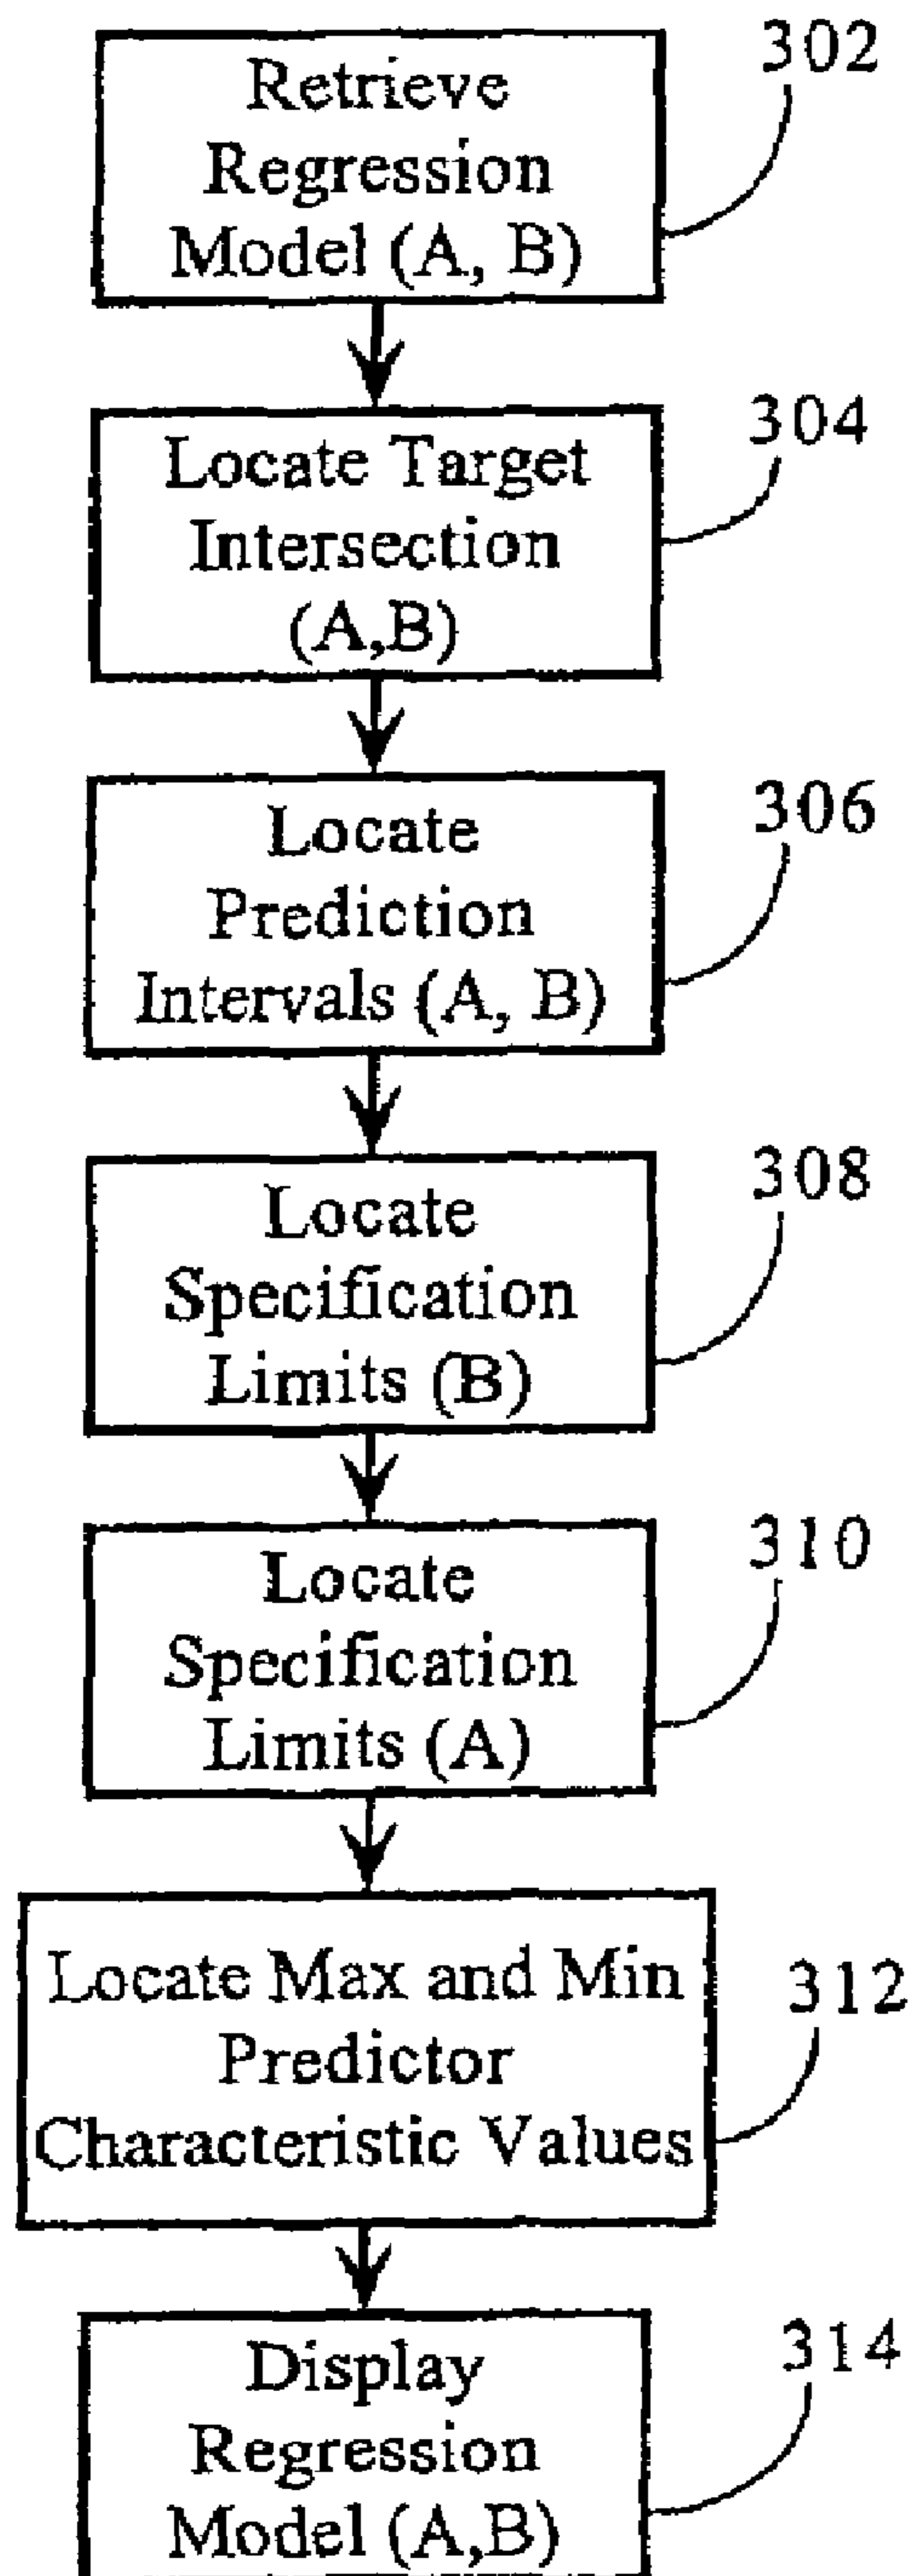 302
Retrieve
Regression
Model (A, B)
304
Locate Target
Intersection
(A,B)
306
Locate
Prediction
Intervals (A, B)
308
Locate
Specification
Limits (B)
310
Locate
Specification
Limits (A)
312
Locate Max and Min
Predictor
Characteristic Values
314
Display
Regression
Model (A,B)